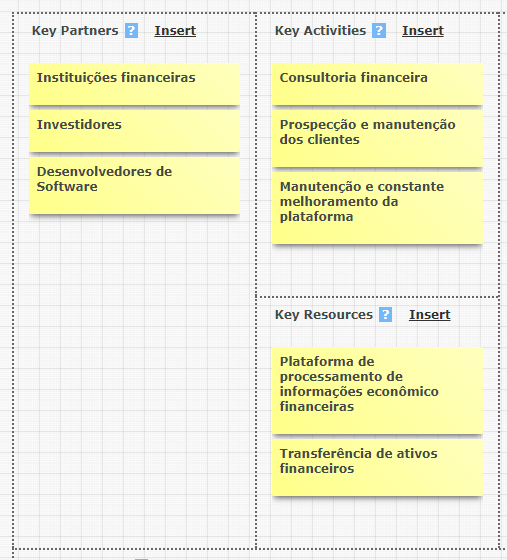 Key Partners ? Insert
Instituições financeiras
Investidores
Desenvolvedores de
Software
Key Activities ? Insert
Consultoria financeira
Prospecção e manutenção
dos clientes
Manutenção e constante
melhoramento da
plataforma
Key Resources ? Insert
Plataforma de
processamento de
informações econômico
financeiras
Transferência de ativos
financeiros